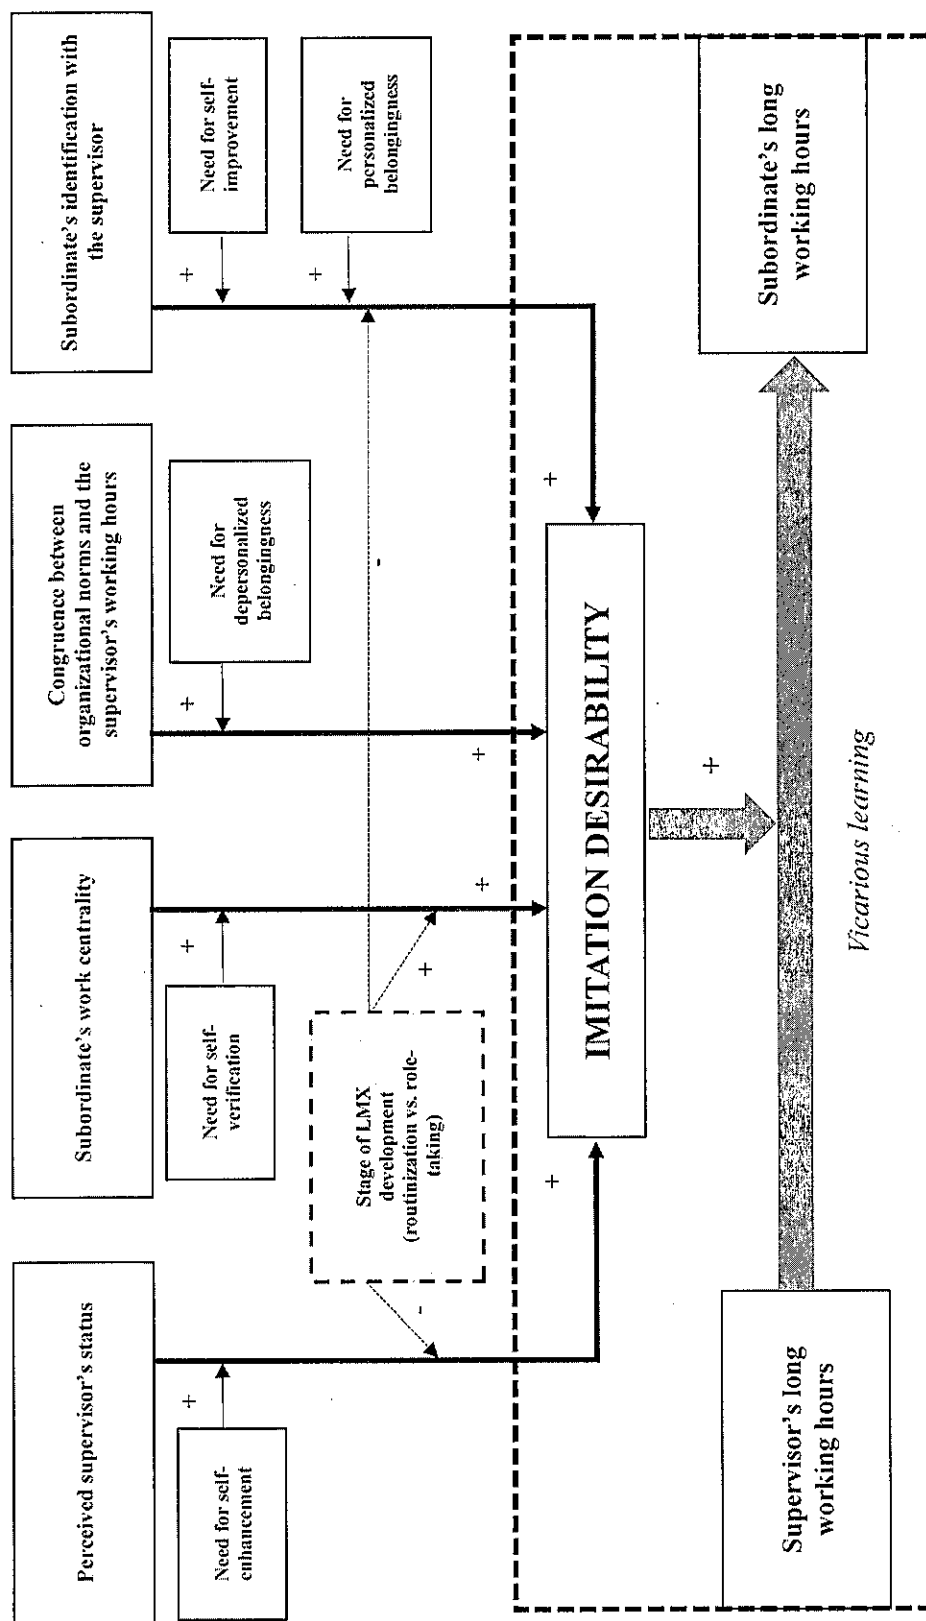 Perceived supervisor's status
Subordinate's work centrality
Congruence between
organizational norms and the
supervisor's working hours
Subordinate's identification with
the supervisor
Need for self-
enhancement
+
Need for self-
verification
+
Need for
depersonalized
belongingness
+
Need for self-
improvement
+
Need for
personalized
belongingness
+
Stage of LMX
development
(routinization vs. role-
taking)
-
+
-
+
+
+
+
IMITATION DESIRABILITY
+
Supervisor's long
working hours
Vicarious learning
Subordinate's long
working hours